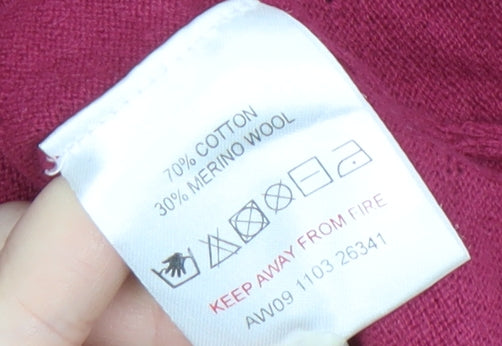 70% COTTON
30% MERINO WOOL
KEEP AWAY FROM FIRE
AW09 1103 26341